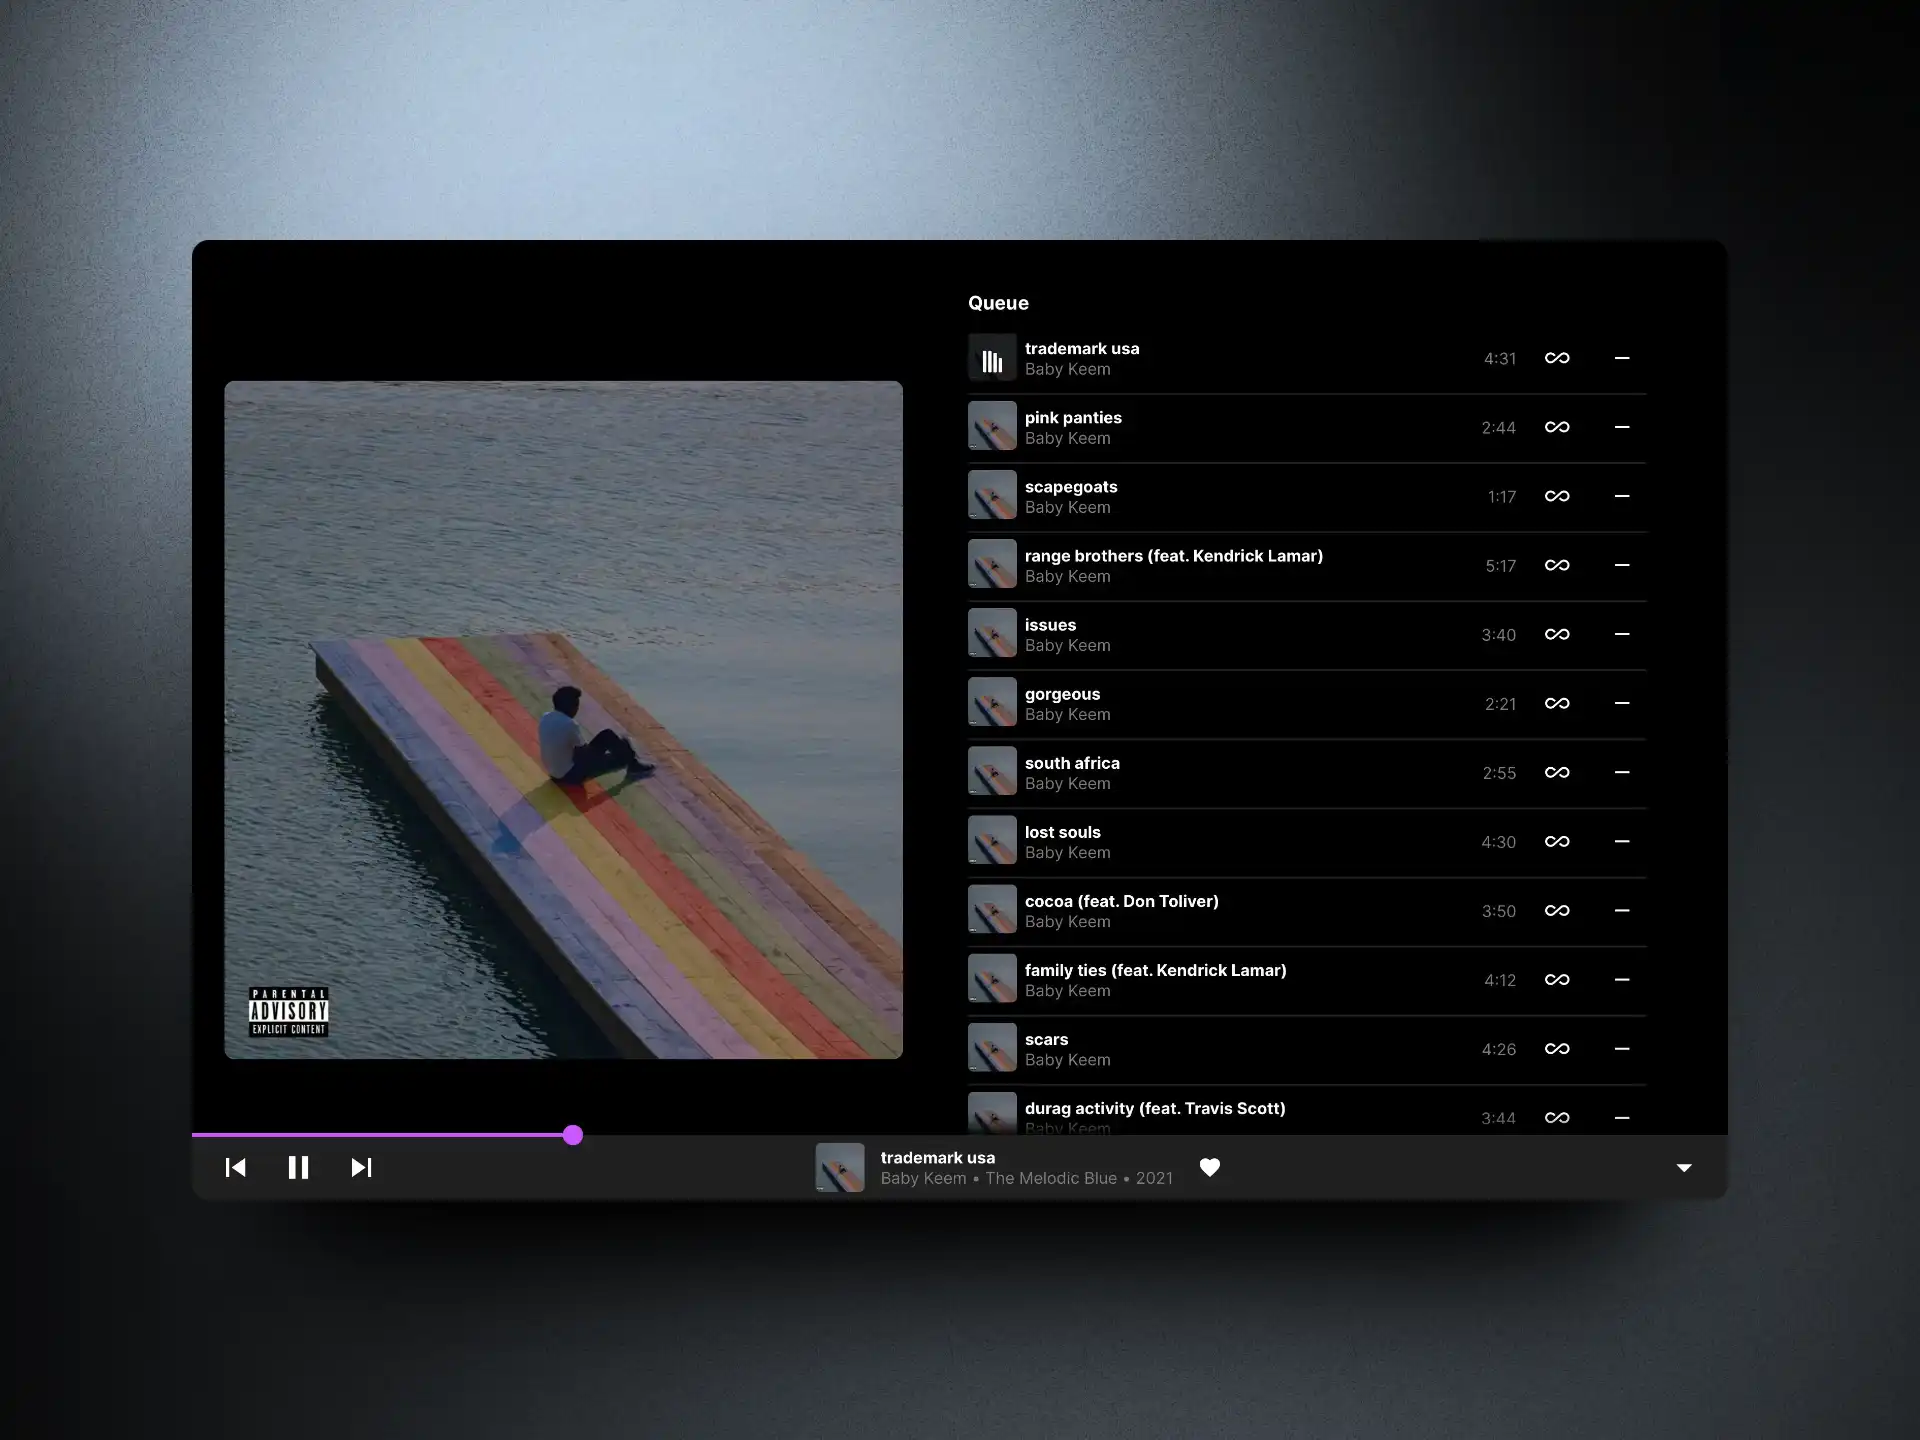 Queue
trademark usa
Baby Keem
4:31
pink panties
Baby Keem
2:44
scapegoats
Baby Keem
1:17
range brothers (feat. Kendrick Lamar)
Baby Keem
5:17
issues
Baby Keem
3:40
gorgeous
Baby Keem
2:21
south africa
Baby Keem
2:55
lost souls
Baby Keem
4:30
cocoa (feat. Don Toliver)
Baby Keem
3:50
family ties (feat. Kendrick Lamar)
Baby Keem
4:12
scars
Baby Keem
4:26
durag activity (feat. Travis Scott)
Baby Keem
3:44
PARENTAL
ADVISORY
EXPLICIT CONTENT
trademark usa
Baby Keem • The Melodic Blue • 2021